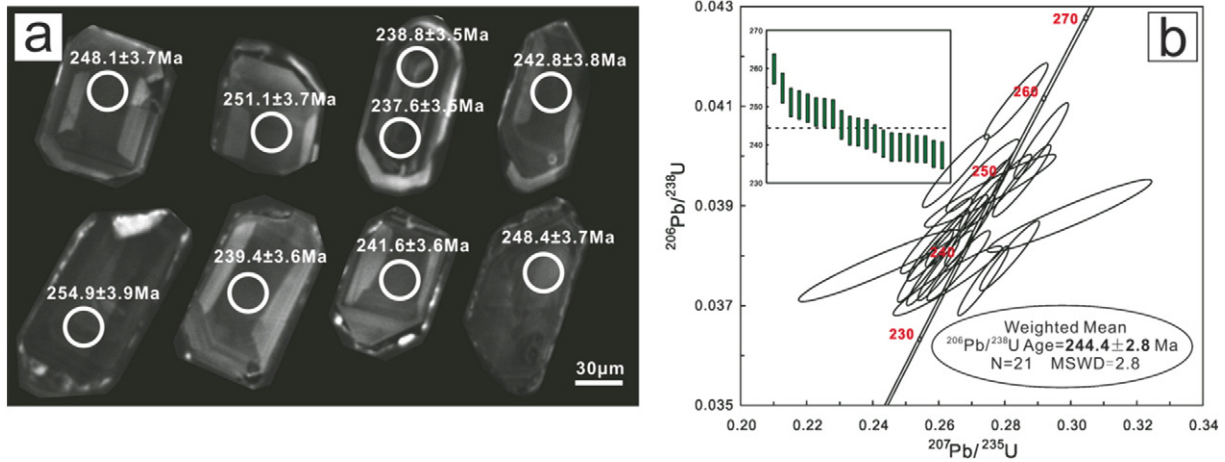 a
248.1±3.7Ma
251.1±3.7Ma
238.8±3.5Ma
237.6±3.5Ma
242.8±3.8Ma
254.9±3.9Ma
239.4±3.6Ma
241.6±3.6Ma
248.4±3.7Ma
30μm
b
0.043
0.041
0.039
0.037
0.035
²⁰⁶Pb/²³⁸U
270
260
250
240
230
270
260
250
240
230
Weighted Mean
²⁰⁶Pb/²³⁸U Age=244.4±2.8 Ma
N=21 MSWD=2.8
0.20 0.22 0.24 0.26 0.28 0.30 0.32 0.34
²⁰⁷Pb/²³⁵U